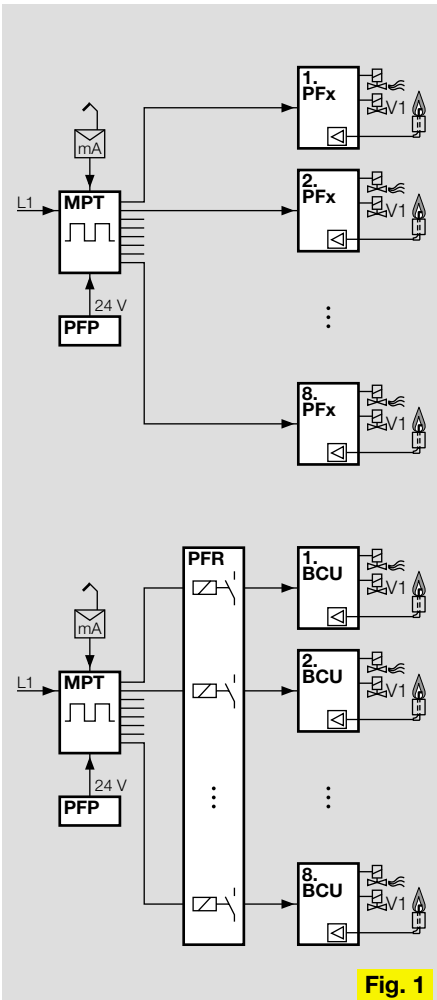 1.
PFx
V1
mA
L1
MPT
2.
PFx
V1
24 V
PFP
8.
PFx
V1
PFR
1.
BCU
V1
mA
L1
MPT
2.
BCU
V1
24 V
PFP
8.
BCU
V1
Fig. 1